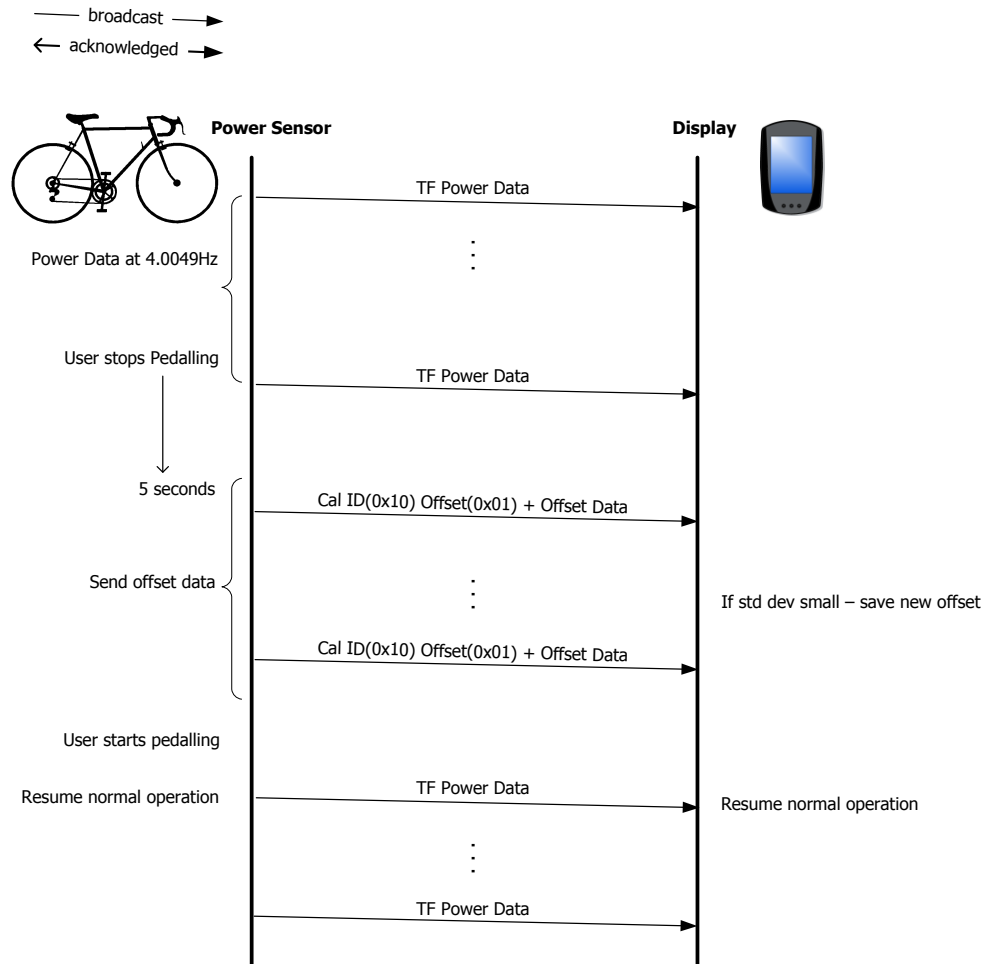 broadcast
acknowledged
Power Sensor
Display
TF Power Data
Power Data at 4.0049Hz
User stops Pedalling
TF Power Data
5 seconds
Cal ID(0x10) Offset(0x01) + Offset Data
Send offset data
If std dev small – save new offset
Cal ID(0x10) Offset(0x01) + Offset Data
User starts pedalling
Resume normal operation
TF Power Data
Resume normal operation
TF Power Data